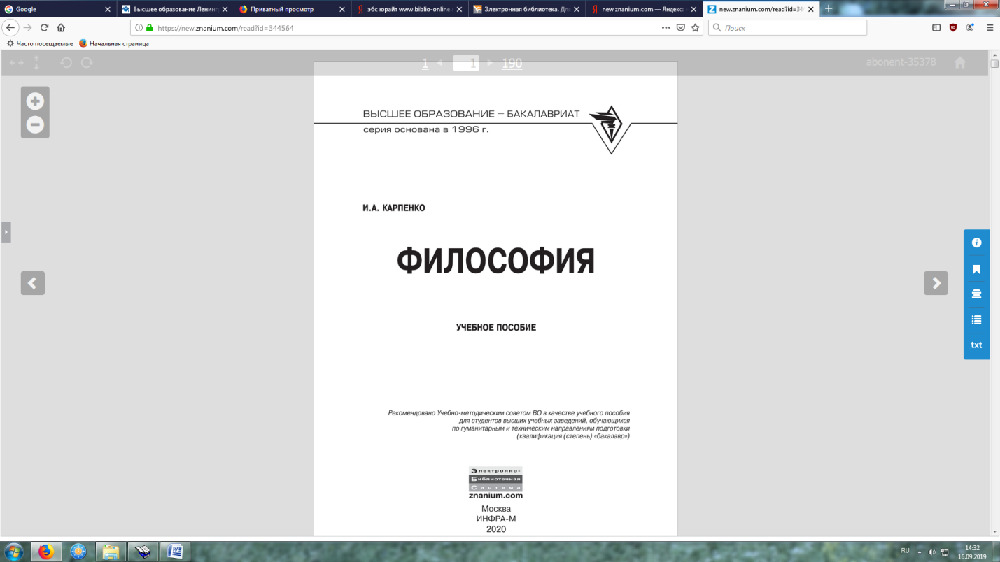 Google
Высшее образование Ленинг
Приватный просмотр
эбс юрайт www.biblio-online.
Электронная библиотека. Дл
new znanium.com — Яндекс:
new.znanium.com/read?id=344
https://new.znanium.com/read?id=344564
Поиск
Часто посещаемые
Начальная страница
1
1
190
abonent-35378
ВЫСШЕЕ ОБРАЗОВАНИЕ – БАКАЛАВРИАТ
серия основана в 1996 г.
И.А. КАРПЕНКО
ФИЛОСОФИЯ
УЧЕБНОЕ ПОСОБИЕ
txt
Рекомендовано Учебно-методическим советом ВО в качестве учебного пособия
для студентов высших учебных заведений, обучающихся
по гуманитарным и техническим направлениям подготовки
(квалификация (степень) «бакалавр»)
Электронно-
Библиотечная
Система
znanium.com
Москва
ИНФРА-М
2020
RU
14:32
16.09.2019